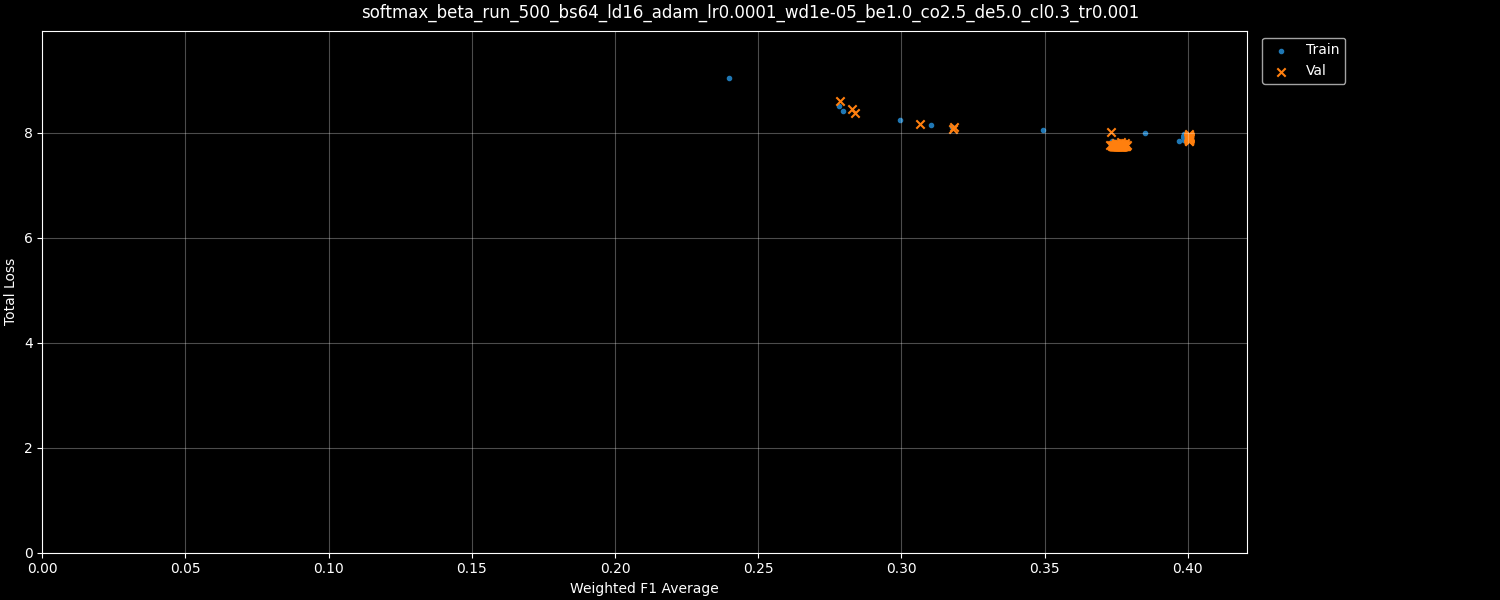 softmax_beta_run_500_bs64_ld16_adam_lr0.0001_wd1e-05_be1.0_co2.5_de5.0_cl0.3_tr0.001
Train
Val
Total Loss
8
6
4
2
0
0.00 0.05 0.10 0.15 0.20 0.25 0.30 0.35 0.40
Weighted F1 Average